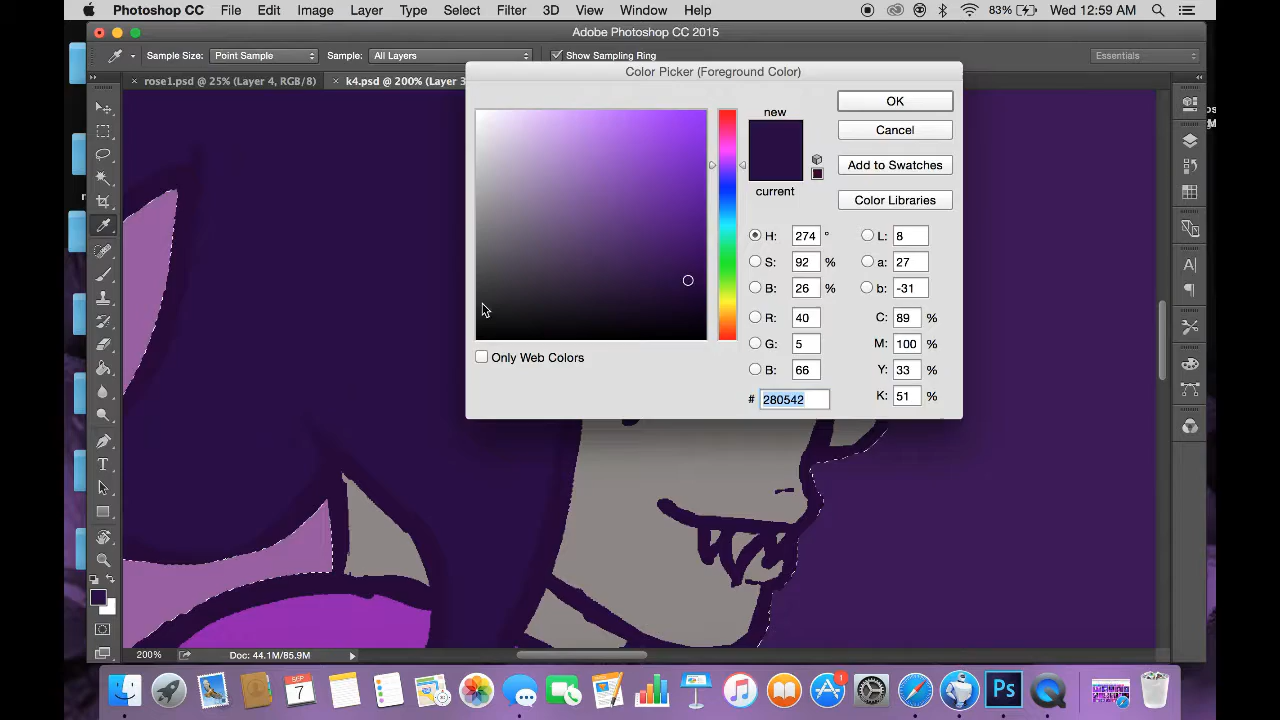 Photoshop CC File Edit Image Layer Type Select Filter 3D View Window Help 83% Wed 12:59 AM
Adobe Photoshop CC 2015
Sample Size: Point Sample Sample: All Layers Show Sampling Ring Essentials
rose1.psd @ 25% (Layer 4, RGB/8) k4.psd @ 200% (Layer 3
Color Picker (Foreground Color)
new
current
OK
Cancel
Add to Swatches
Color Libraries
H: 274 ° L: 8
S: 92 % a: 27
B: 26 % b: -31
R: 40 C: 89 %
G: 5 M: 100 %
B: 66 Y: 33 %
# 280542 K: 51 %
Only Web Colors
200% Doc: 44.1M/85.9M
SEP
7
1
Ps